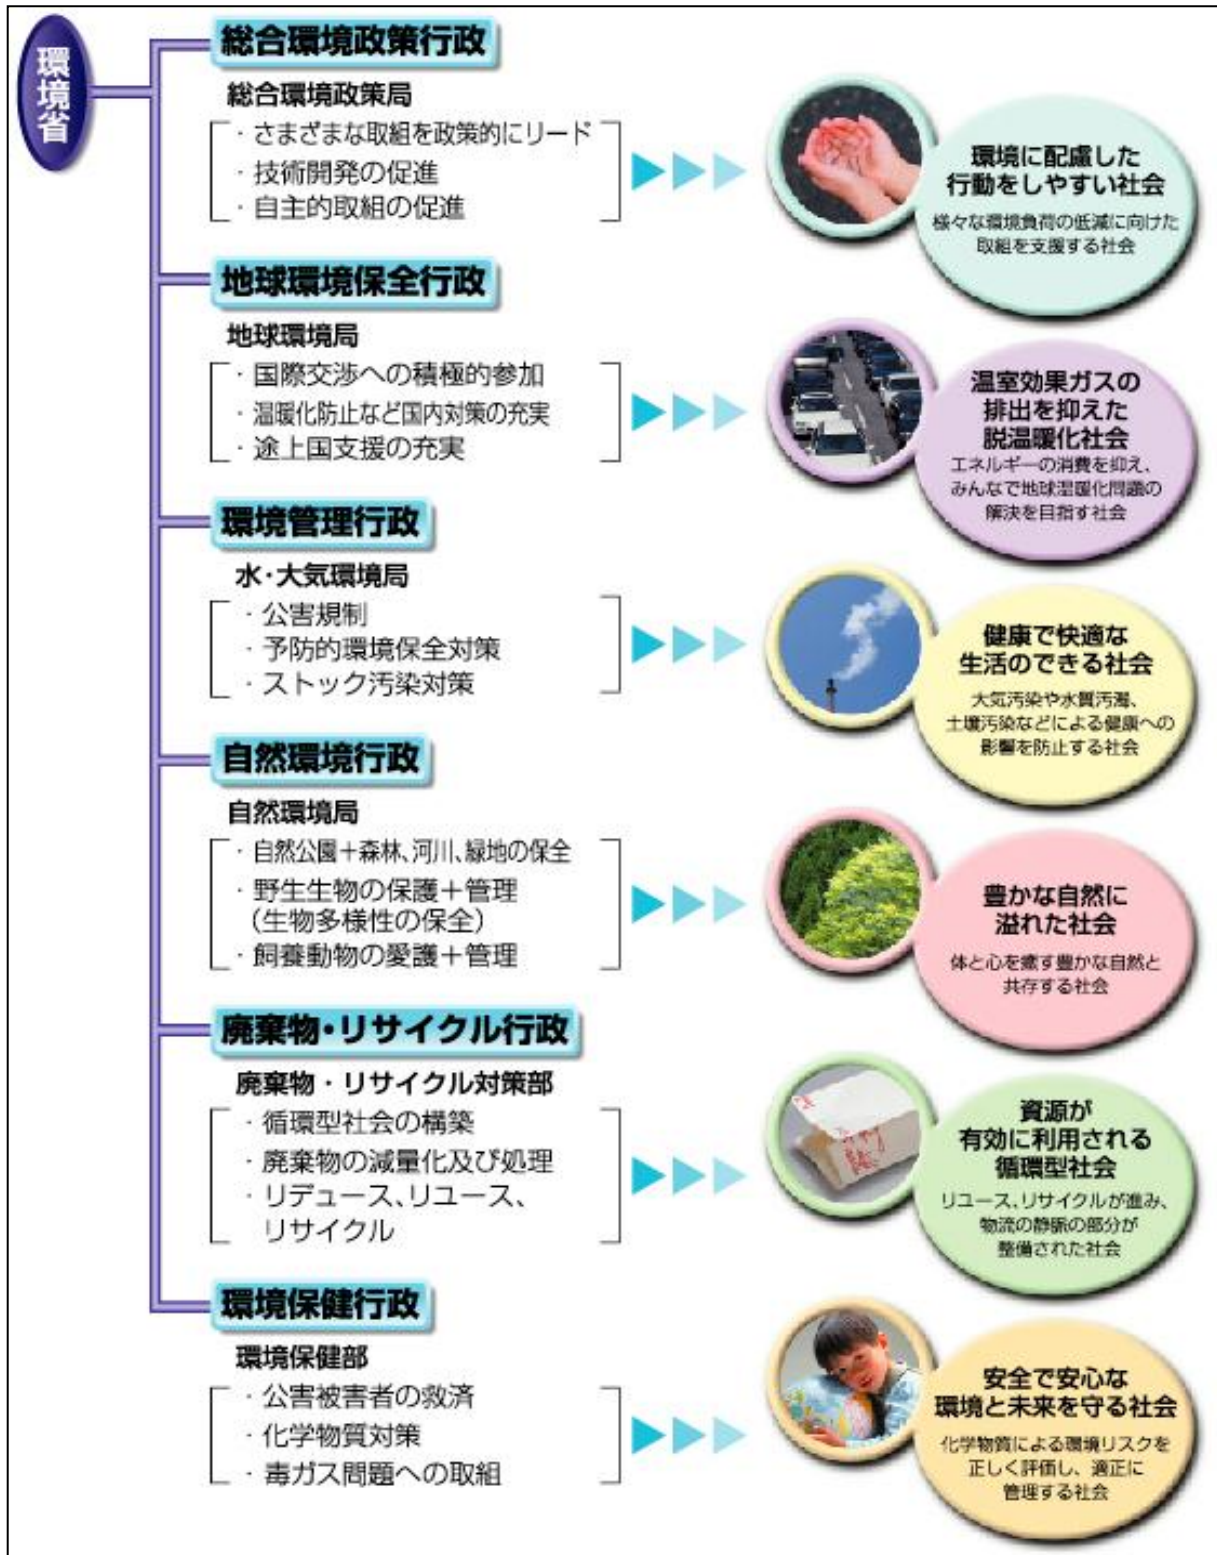 環境省
総合環境政策行政
総合環境政策局
・さまざまな取組を政策的にリード
・技術開発の促進
・自主的取組の促進
環境に配慮した
行動をしやすい社会
様々な環境負荷の低減に向けた
取組を支援する社会
地球環境保全行政
地球環境局
・国際交渉への積極的参加
・温暖化防止など国内対策の充実
・途上国支援の充実
温室効果ガスの
排出を抑えた
脱温暖化社会
エネルギーの消費を抑え、
みんなで地球温暖化問題の
解決を目指す社会
環境管理行政
水・大気環境局
・公害規制
・予防的環境保全対策
・ストック汚染対策
健康で快適な
生活のできる社会
大気汚染や水質汚濁、
土壌汚染などによる健康への
影響を防止する社会
自然環境行政
自然環境局
・自然公園＋森林、河川、緑地の保全
・野生生物の保護＋管理
（生物多様性の保全）
・飼養動物の愛護＋管理
豊かな自然に
溢れた社会
体と心を癒す豊かな自然と
共存する社会
廃棄物・リサイクル行政
廃棄物・リサイクル対策部
・循環型社会の構築
・廃棄物の減量化及び処理
・リデュース、リユース、
リサイクル
資源が
有効に利用される
循環型社会
リユース、リサイクルが進み、
物流の静脈の部分が
整備された社会
環境保健行政
環境保健部
・公害被害者の救済
・化学物質対策
・毒ガス問題への取組
安全で安心な
環境と未来を守る社会
化学物質による環境リスクを
正しく評価し、適正に
管理する社会